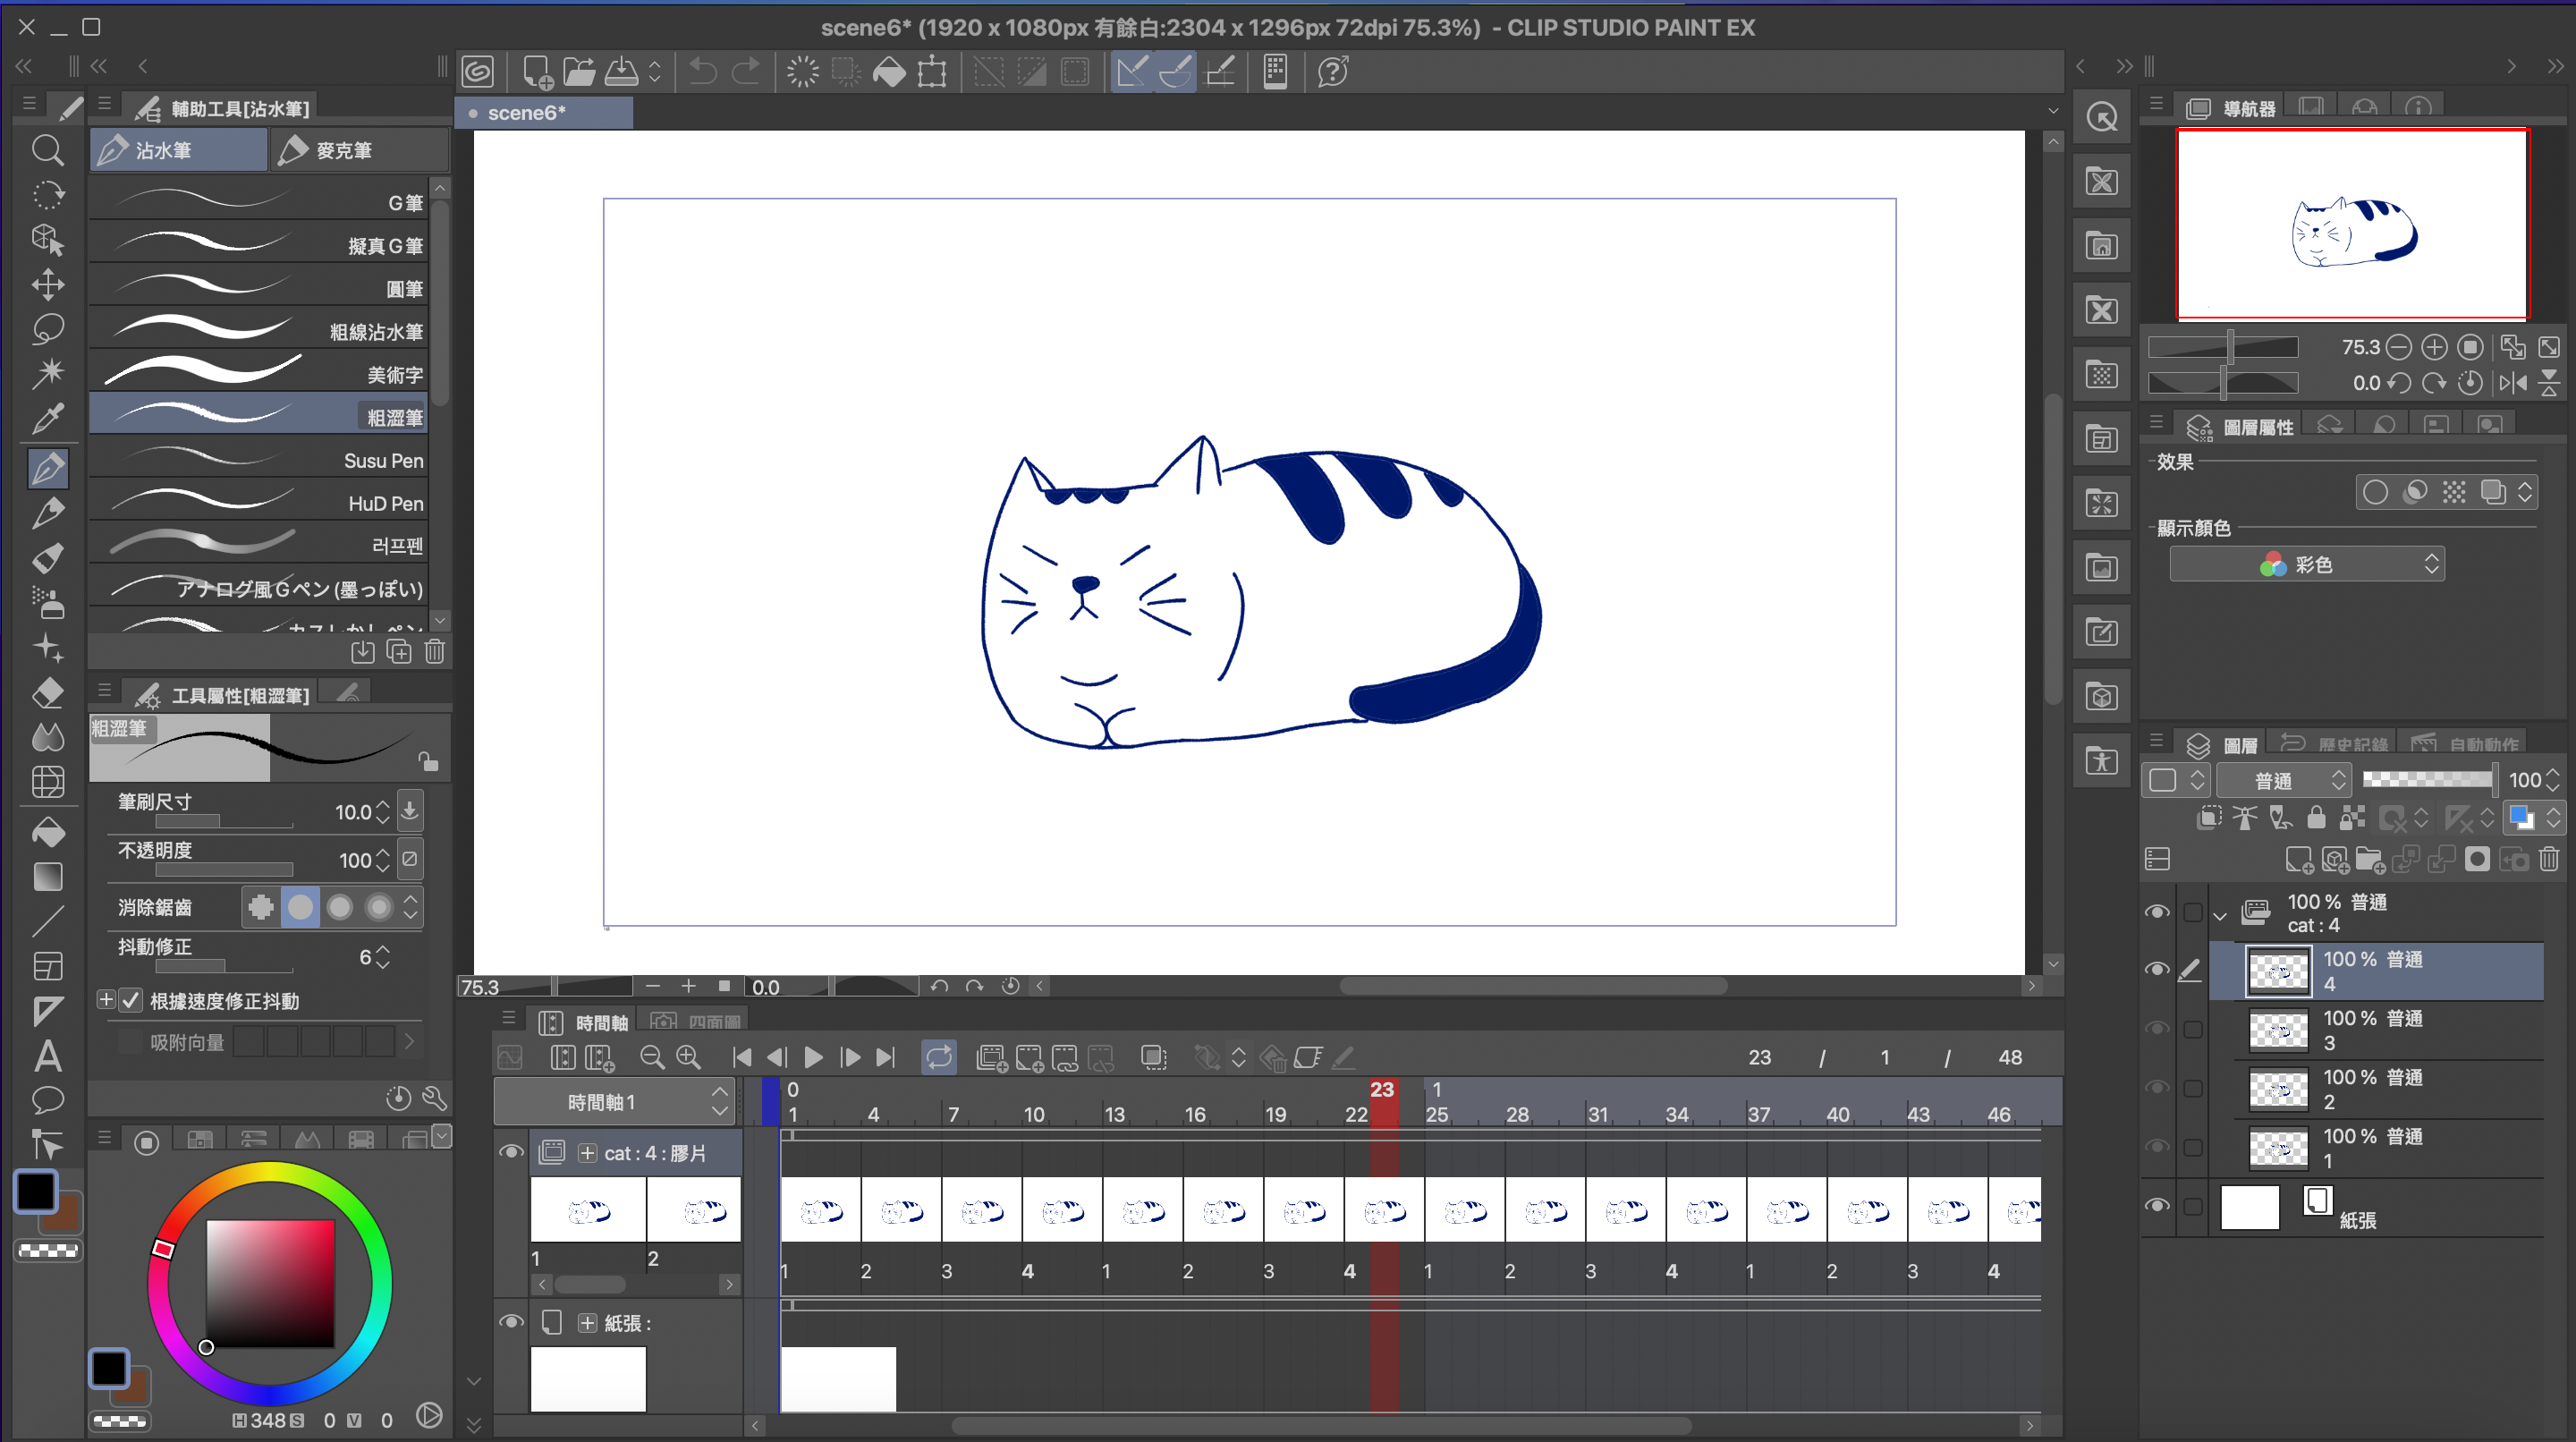 scene6* (1920 x 1080px 有餘白:2304 x 1296px 72dpi 75.3%) - CLIP STUDIO PAINT EX
輔助工具[沾水筆]
沾水筆
麥克筆
G筆
擬真G筆
圓筆
粗線沾水筆
美術字
粗澀筆
Susu Pen
HuD Pen
러프펜
アナログ風Gペン(墨っぽい)
工具屬性[粗澀筆]
粗澀筆
筆刷尺寸 10.0
不透明度 100
消除鋸齒
抖動修正 6
根據速度修正抖動
吸附向量
H 348 S 0 V 0
scene6*
75.3 0.0
時間軸 四面圖
23 / 1 / 48
時間軸1
0 23 1
1 4 7 10 13 16 19 22 25 28 31 34 37 40 43 46
cat : 4 : 膠片
1 2
1 2 3 4 1 2 3 4 1 2 3 4 1 2 3 4
紙張 :
導航器
75.3
0.0
圖層屬性
效果
顯示顏色
彩色
圖層 歷史記錄 自動動作
普通 100
100 % 普通
cat : 4
100 % 普通
4
100 % 普通
3
100 % 普通
2
100 % 普通
1
紙張